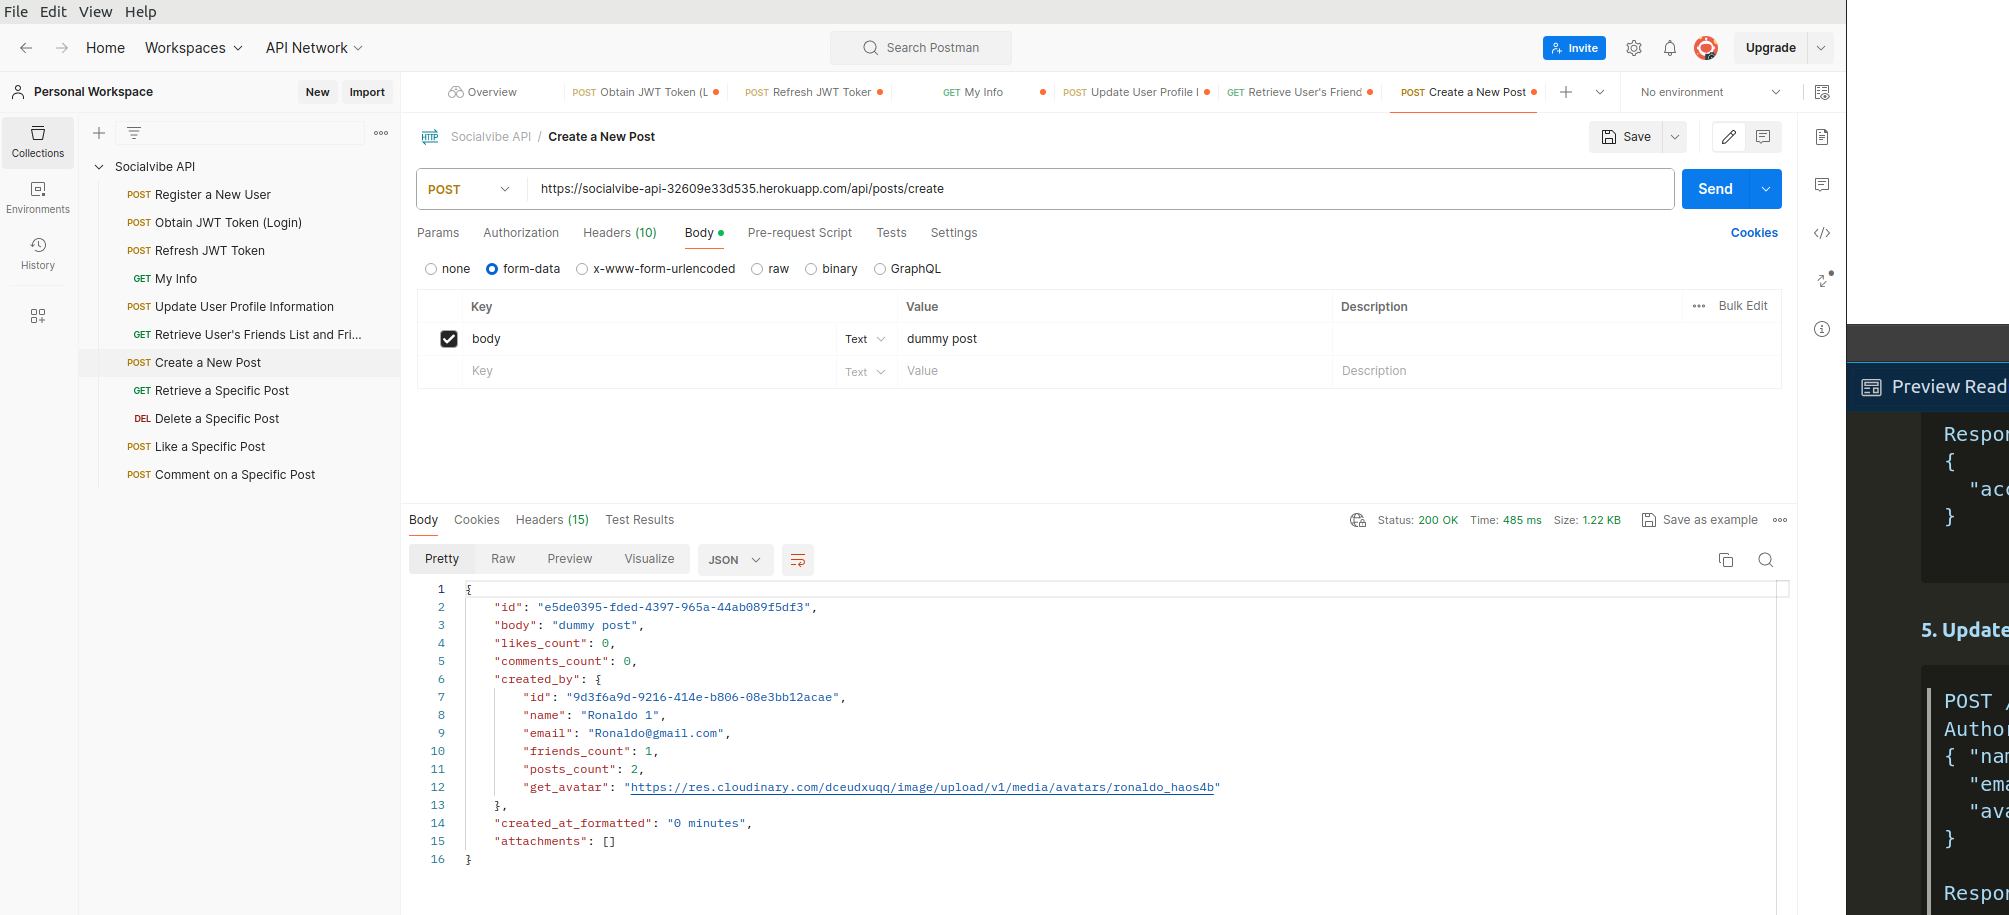 File Edit View Help
Home Workspaces API Network Search Postman Invite Upgrade
Personal Workspace New Import
Overview POST Obtain JWT Token (L POST Refresh JWT Token GET My Info POST Update User Profile I GET Retrieve User's Friend POST Create a New Post No environment
Collections
Environments
History
Socialvibe API
POST Register a New User
POST Obtain JWT Token (Login)
POST Refresh JWT Token
GET My Info
POST Update User Profile Information
GET Retrieve User's Friends List and Fri...
POST Create a New Post
GET Retrieve a Specific Post
DEL Delete a Specific Post
POST Like a Specific Post
POST Comment on a Specific Post
HTTP Socialvibe API / Create a New Post Save
POST https://socialvibe-api-32609e33d535.herokuapp.com/api/posts/create Send
Params Authorization Headers (10) Body Pre-request Script Tests Settings Cookies
none form-data x-www-form-urlencoded raw binary GraphQL
Key Value Description Bulk Edit
body Text dummy post
Key Text Value Description
Body Cookies Headers (15) Test Results Status: 200 OK Time: 485 ms Size: 1.22 KB Save as example
Pretty Raw Preview Visualize JSON
1 {
2 "id": "e5de0395-fded-4397-965a-44ab089f5df3",
3 "body": "dummy post",
4 "likes_count": 0,
5 "comments_count": 0,
6 "created_by": {
7 "id": "9d3f6a9d-9216-414e-b806-08e3bb12acae",
8 "name": "Ronaldo 1",
9 "email": "Ronaldo@gmail.com",
10 "friends_count": 1,
11 "posts_count": 2,
12 "get_avatar": "https://res.cloudinary.com/dceudxuqq/image/upload/v1/media/avatars/ronaldo_haos4b"
13 },
14 "created_at_formatted": "0 minutes",
15 "attachments": []
16 }
Preview Read
Respon
{
"acc
}
5. Update
POST /
Author
{ "nam
"ema
"ava
}
Respon